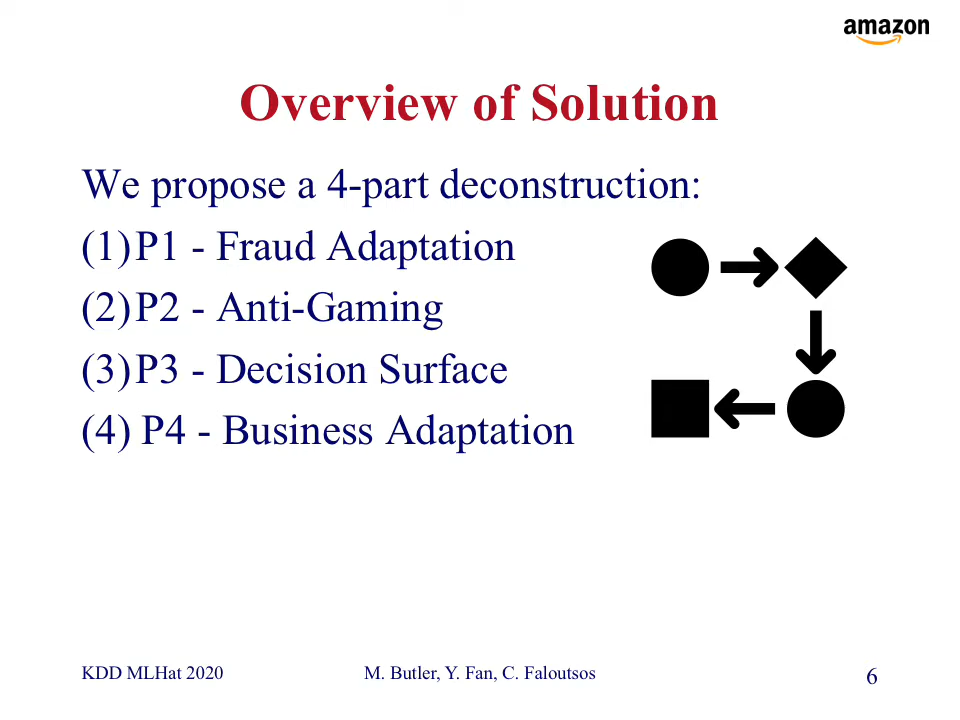 amazon
Overview of Solution
We propose a 4-part deconstruction:
(1) P1 - Fraud Adaptation
(2) P2 - Anti-Gaming
(3) P3 - Decision Surface
(4) P4 - Business Adaptation
KDD MLHat 2020
M. Butler, Y. Fan, C. Faloutsos
6